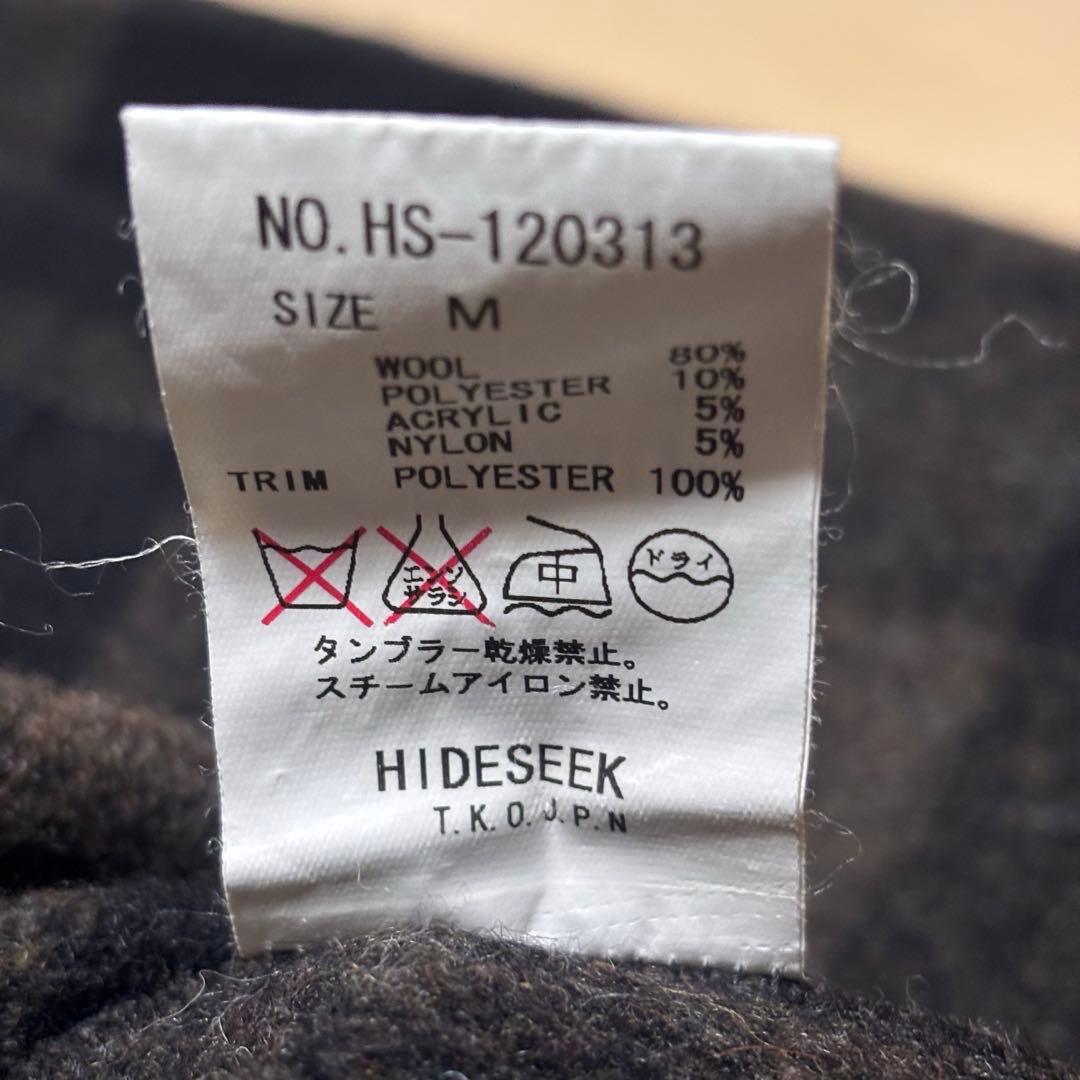 NO. HS-120313
SIZE M
WOOL 80%
POLYESTER 10%
ACRYLIC 5%
NYLON 5%
TRIM POLYESTER 100%
エンソ
サラシ
中
ドライ
タンブラー乾燥禁止。
スチームアイロン禁止。
HIDESEEK
T.K.O.J.P.N